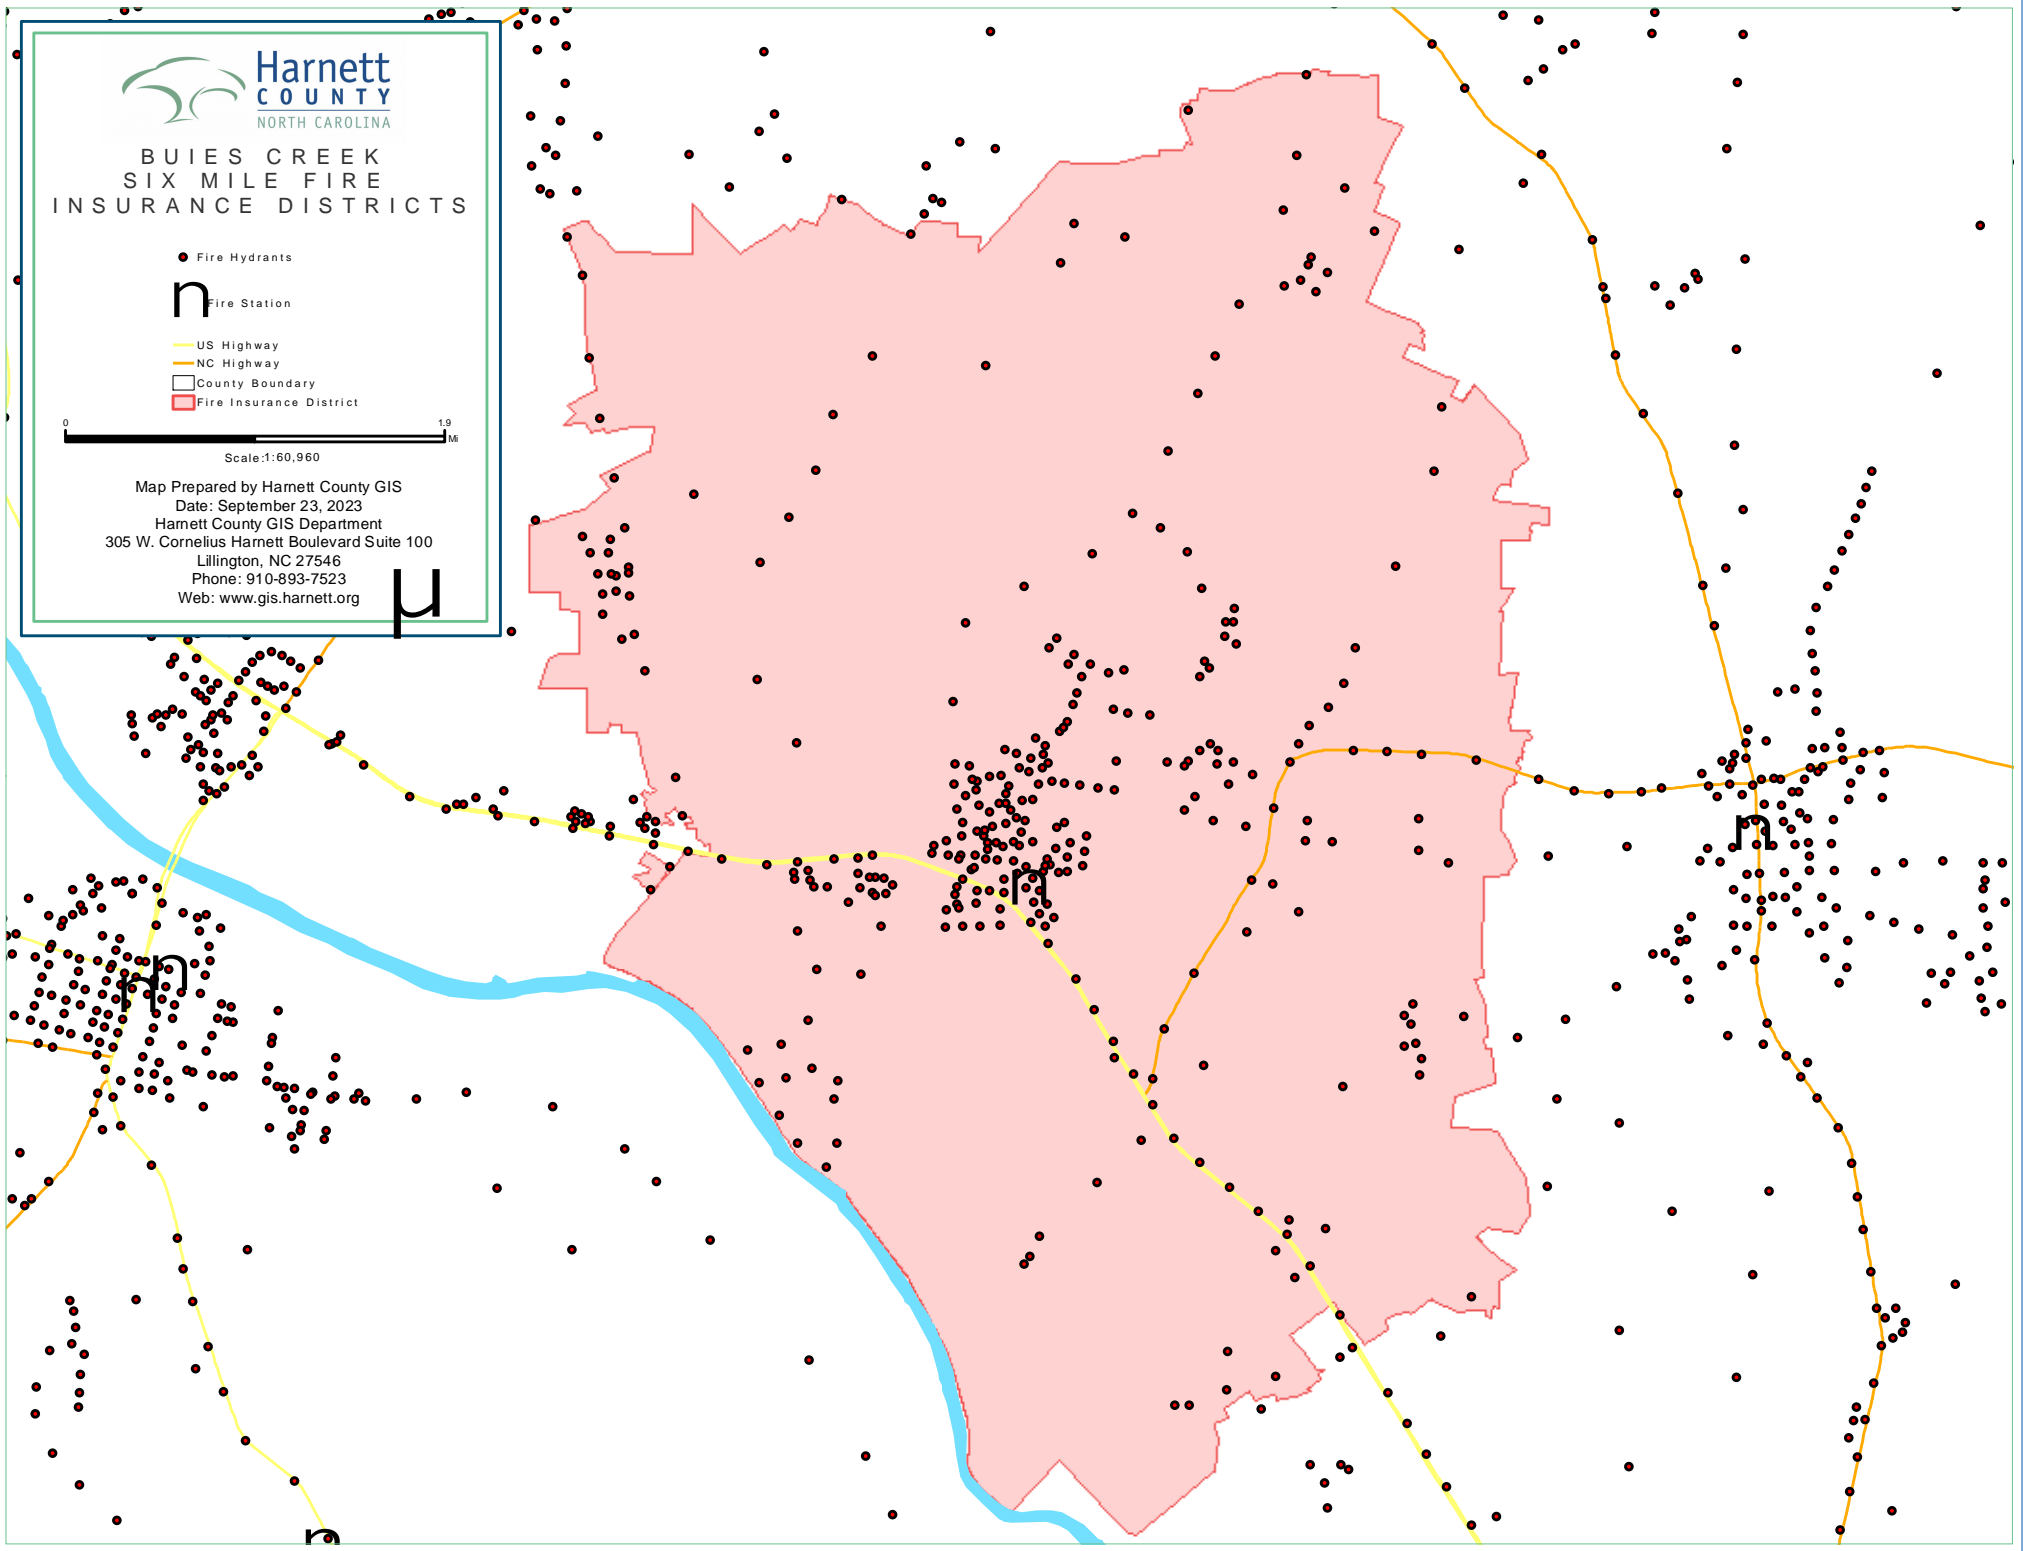 Harnett
COUNTY
NORTH CAROLINA
BUIES CREEK
SIX MILE FIRE
INSURANCE DISTRICTS
Fire Hydrants
n Fire Station
US Highway
NC Highway
County Boundary
Fire Insurance District
0 1.9
Mi
Scale:1:60,960
Map Prepared by Harnett County GIS
Date: September 23, 2023
Harnett County GIS Department
305 W. Cornelius Harnett Boulevard Suite 100
Lillington, NC 27546
Phone: 910-893-7523
Web: www.gis.harnett.org
µ
n
n
n
n
n